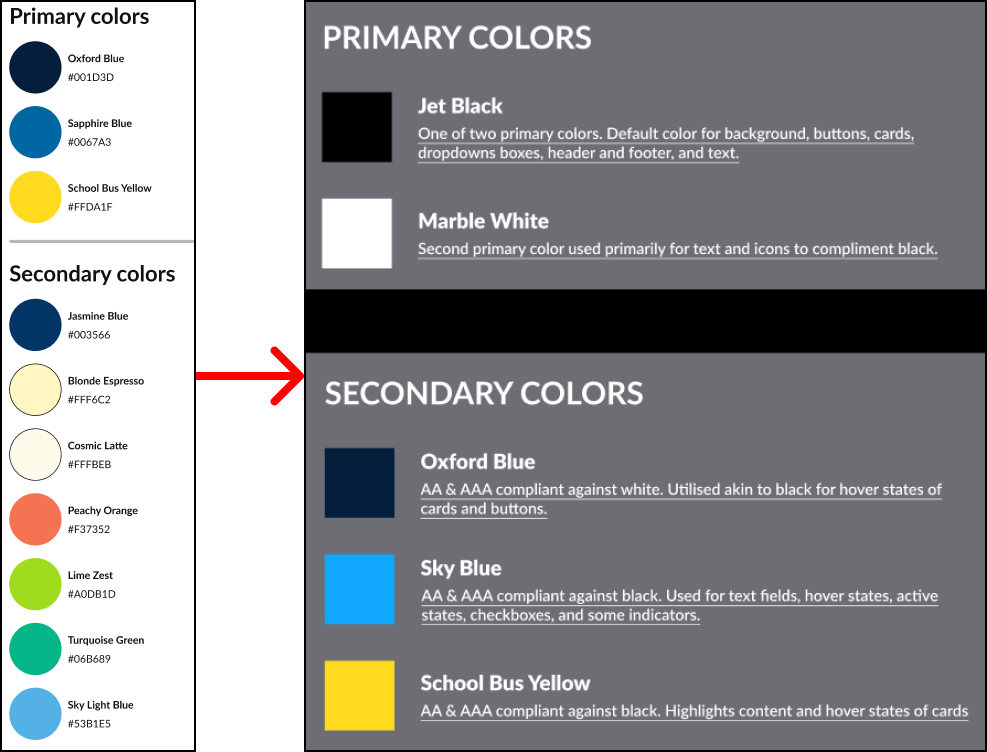 Primary colors
Oxford Blue
#001D3D
Sapphire Blue
#0067A3
School Bus Yellow
#FFDA1F
Secondary colors
Jasmine Blue
#003566
Blonde Espresso
#FFF6C2
Cosmic Latte
#FFFBEB
Peachy Orange
#F37352
Lime Zest
#A0DB1D
Turquoise Green
#06B689
Sky Light Blue
#53B1E5
PRIMARY COLORS
Jet Black
One of two primary colors. Default color for background, buttons, cards,
dropdowns boxes, header and footer, and text.
Marble White
Second primary color used primarily for text and icons to compliment black.
SECONDARY COLORS
Oxford Blue
AA & AAA compliant against white. Utilised akin to black for hover states of
cards and buttons.
Sky Blue
AA & AAA compliant against black. Used for text fields, hover states, active
states, checkboxes, and some indicators.
School Bus Yellow
AA & AAA compliant against black. Highlights content and hover states of cards